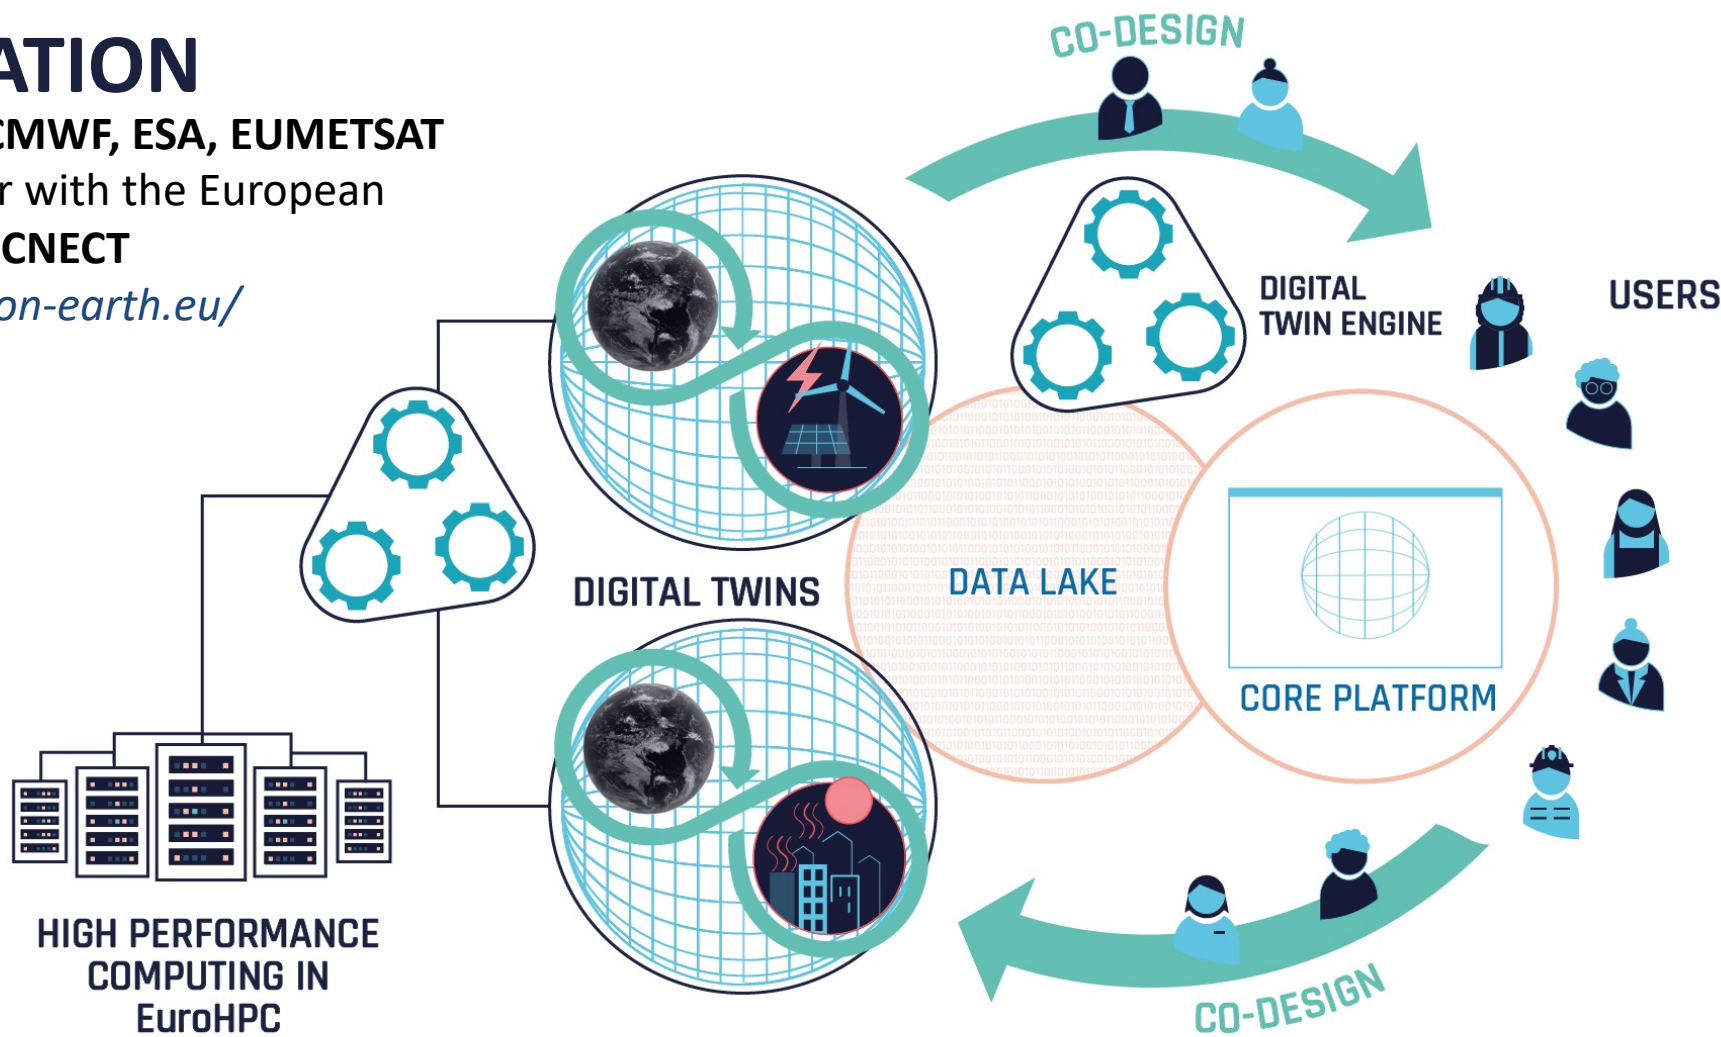 ATION
CMWF, ESA, EUMETSAT
r with the European
CNECT
on-earth.eu/
CO-DESIGN
DIGITAL
TWIN ENGINE
USERS
DIGITAL TWINS
DATA LAKE
CORE PLATFORM
HIGH PERFORMANCE
COMPUTING IN
EuroHPC
CO-DESIGN